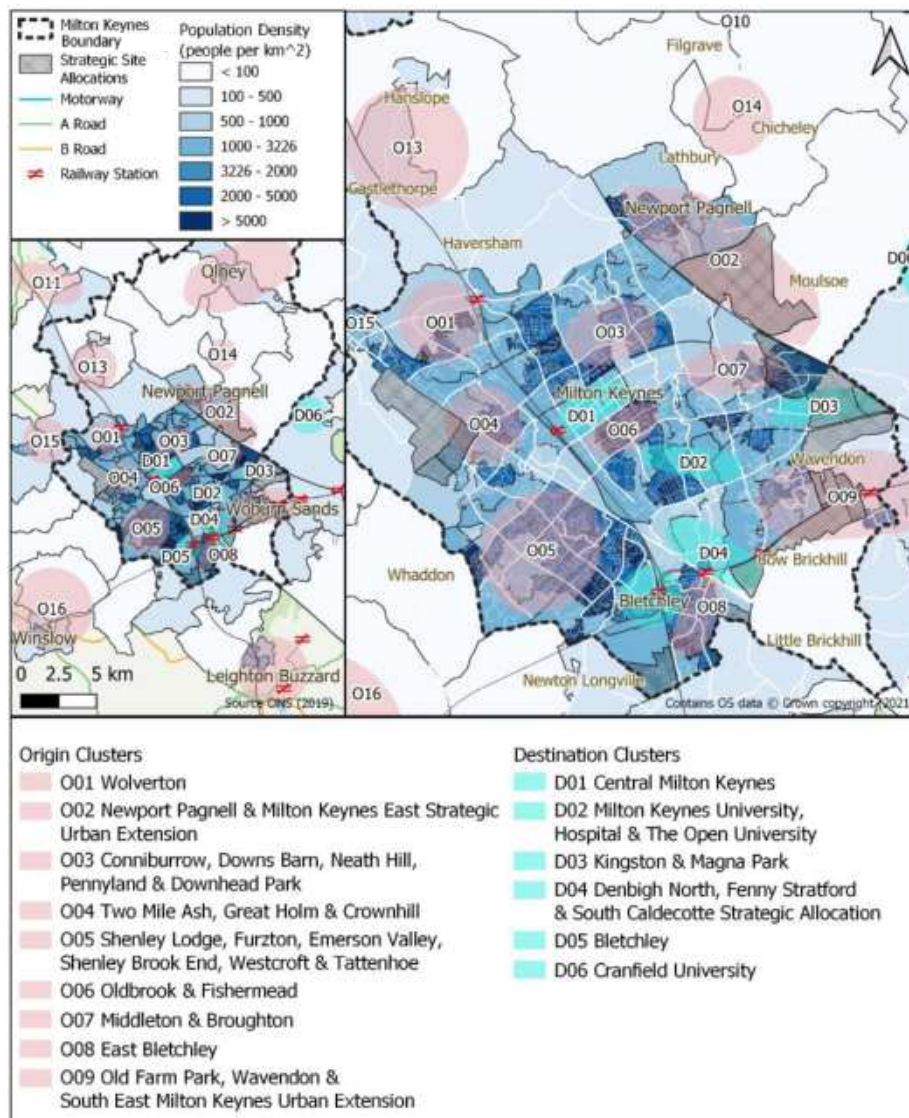 Milton Keynes
Boundary
Strategic Site
Allocations
Motorway
A Road
B Road
Railway Station
Population Density
(people per km^2)
< 100
100 - 500
500 - 1000
1000 - 3226
3226 - 2000
2000 - 5000
> 5000
O11
Olney
O13
O14
Newport Pagnell
O02
D06
O15
O01
O03
D01
O07
O04
O06
D03
D02
Woburn Sands
O05
D04
D05
O08
O16
Winslow
Leighton Buzzard
0 2.5 5 km
Source ONS (2019)
O10
Filgrave
Hanslope
O14
O13
Chicheley
Lathbury
Castlethorpe
Newport Pagnell
Haversham
O02
Moulsoe
O15
O01
O03
O07
Milton Keynes
D01
D03
O04
O06
D02
Wavendon
O09
O05
Whaddon
D04
Bow Brickhill
Bletchley
O08
Little Brickhill
Newton Longville
O16
Contains OS data © Crown copyright (2021)
Origin Clusters
O01 Wolverton
O02 Newport Pagnell & Milton Keynes East Strategic
Urban Extension
O03 Conniburrow, Downs Barn, Neath Hill,
Pennyland & Downhead Park
O04 Two Mile Ash, Great Holm & Crownhill
O05 Shenley Lodge, Furzton, Emerson Valley,
Shenley Brook End, Westcroft & Tattenhoe
O06 Oldbrook & Fishermead
O07 Middleton & Broughton
O08 East Bletchley
O09 Old Farm Park, Wavendon &
South East Milton Keynes Urban Extension
Destination Clusters
D01 Central Milton Keynes
D02 Milton Keynes University,
Hospital & The Open University
D03 Kingston & Magna Park
D04 Denbigh North, Fenny Stratford
& South Caldecotte Strategic Allocation
D05 Bletchley
D06 Cranfield University